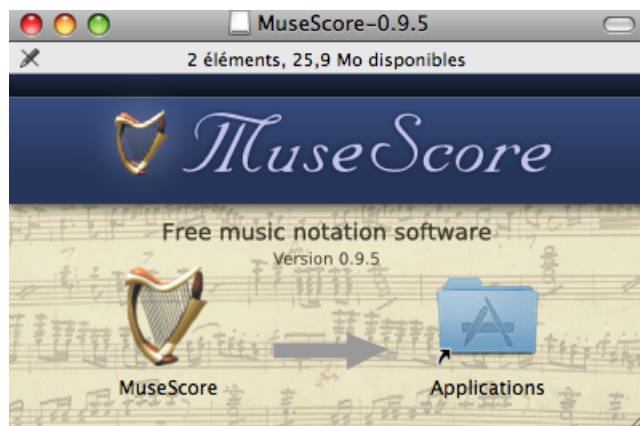 MuseScore-0.9.5
2 éléments, 25,9 Mo disponibles
MuseScore
Free music notation software
Version 0.9.5
MuseScore
Applications